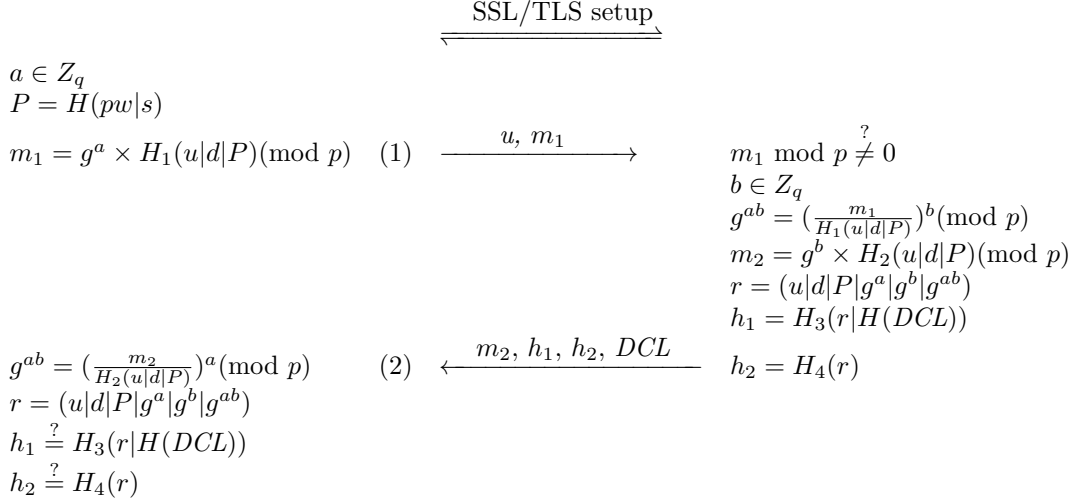 SSL/TLS setup
a ∈ Z_q
P = H(pw|s)
m_1 = g^a × H_1(u|d|P)(mod p) (1) u, m_1 m_1 mod p ≠^? 0
b ∈ Z_q
g^{ab} = (\frac{m_1}{H_1(u|d|P)})^b(mod p)
m_2 = g^b × H_2(u|d|P)(mod p)
r = (u|d|P|g^a|g^b|g^{ab})
h_1 = H_3(r|H(DCL))
g^{ab} = (\frac{m_2}{H_2(u|d|P)})^a(mod p) (2) m_2, h_1, h_2, DCL h_2 = H_4(r)
r = (u|d|P|g^a|g^b|g^{ab})
h_1 =^? H_3(r|H(DCL))
h_2 =^? H_4(r)